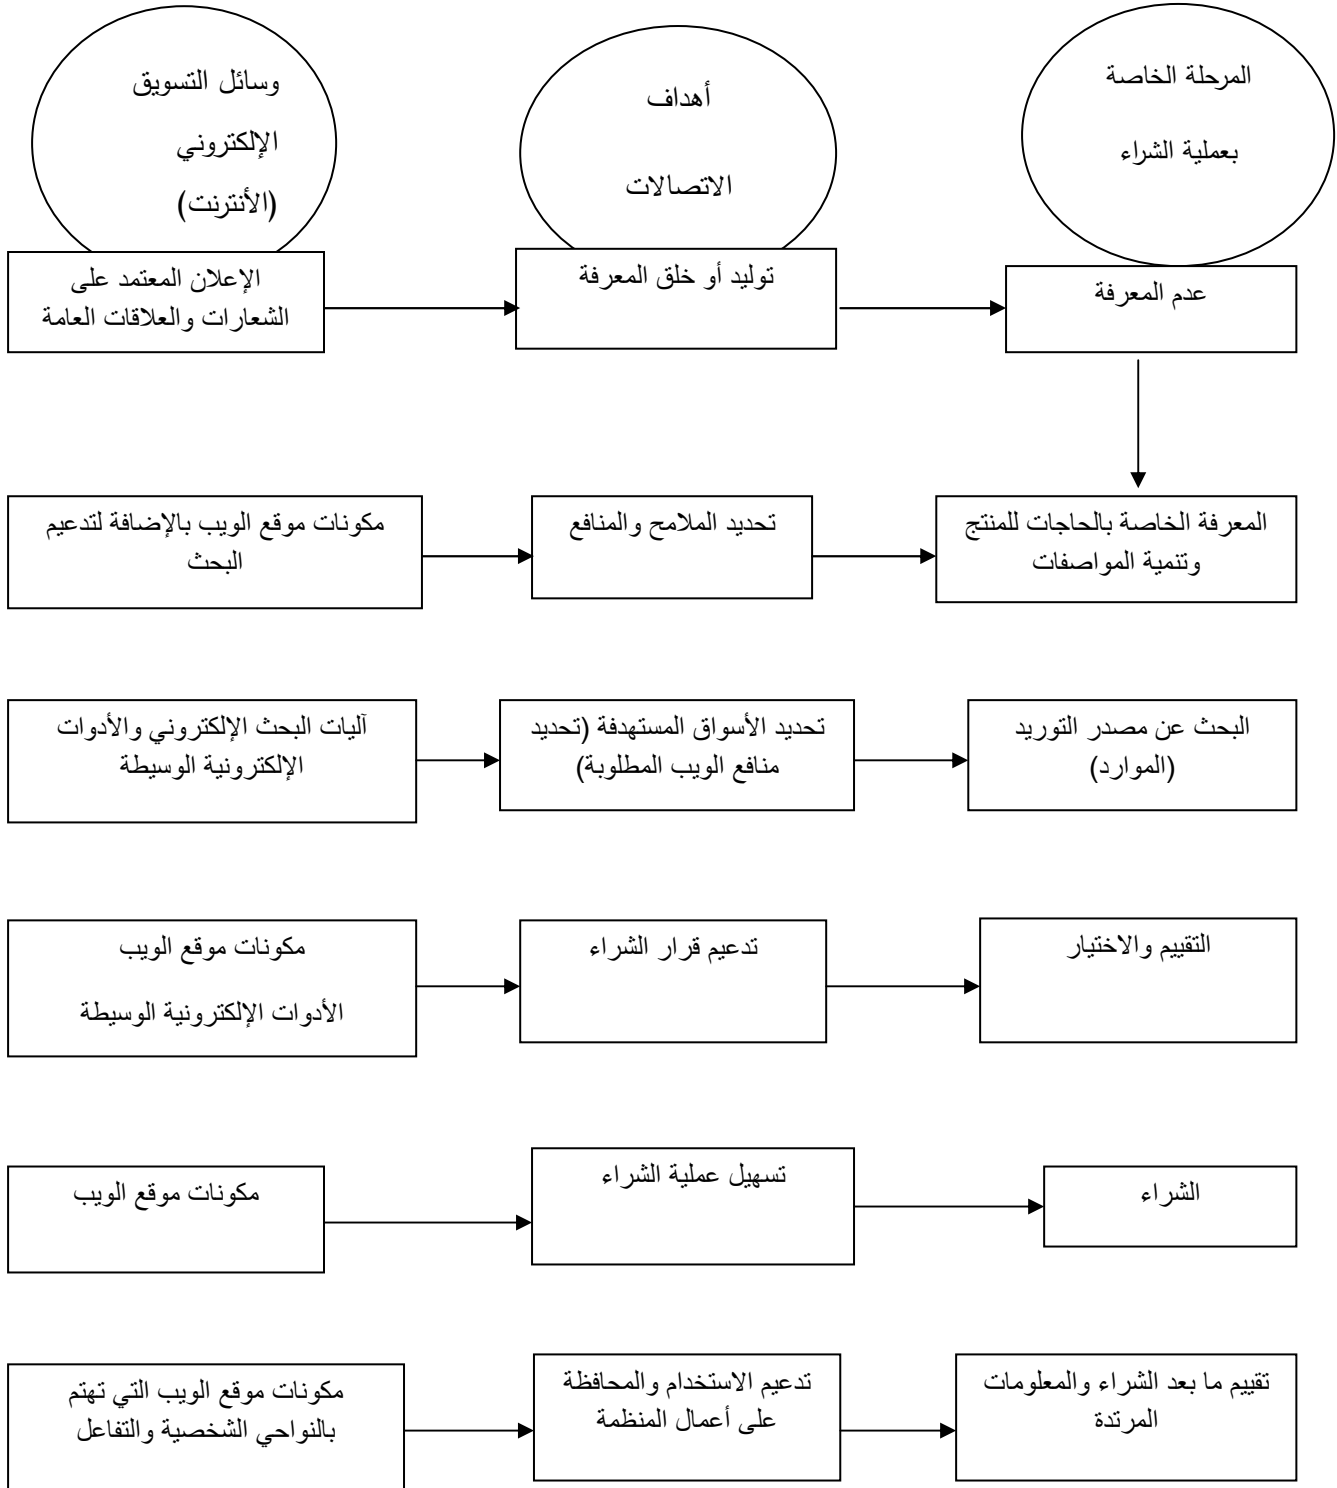 المرحلة الخاصة
بعملية الشراء
أهداف
الاتصالات
وسائل التسويق
الإلكتروني
(الأنترنت)
عدم المعرفة
توليد أو خلق المعرفة
الإعلان المعتمد على
الشعارات والعلاقات العامة
المعرفة الخاصة بالحاجات للمنتج
وتنمية المواصفات
تحديد الملامح والمنافع
مكونات موقع الويب بالإضافة لتدعيم
البحث
البحث عن مصدر التوريد
(الموارد)
تحديد الأسواق المستهدفة (تحديد
منافع الويب المطلوبة)
آليات البحث الإلكتروني والأدوات
الإلكترونية الوسيطة
التقييم والاختيار
تدعيم قرار الشراء
مكونات موقع الويب
الأدوات الإلكترونية الوسيطة
الشراء
تسهيل عملية الشراء
مكونات موقع الويب
تقييم ما بعد الشراء والمعلومات
المرتدة
تدعيم الاستخدام والمحافظة
على أعمال المنظمة
مكونات موقع الويب التي تهتم
بالنواحي الشخصية والتفاعل